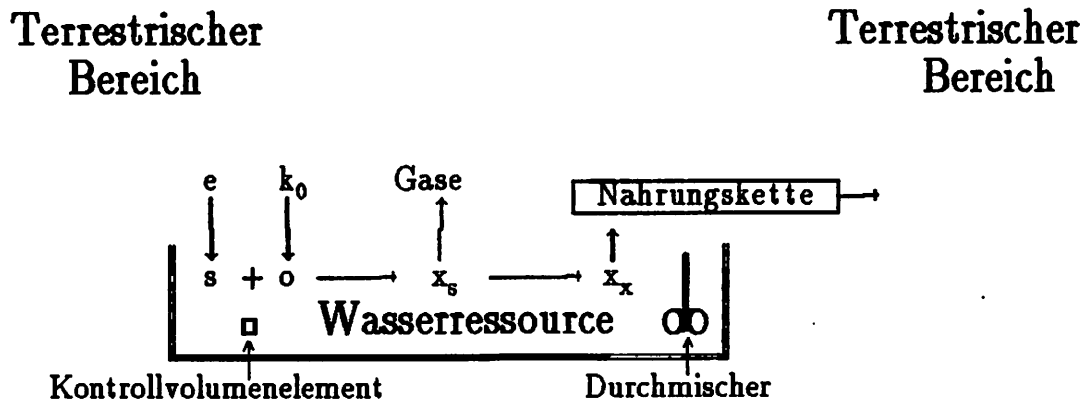 Terrestrischer
Bereich
Terrestrischer
Bereich
e
k₀
Gase
Nahrungskette
s + o
xₛ
xₓ
Wasserressource
Kontrollvolumenelement
Durchmischer